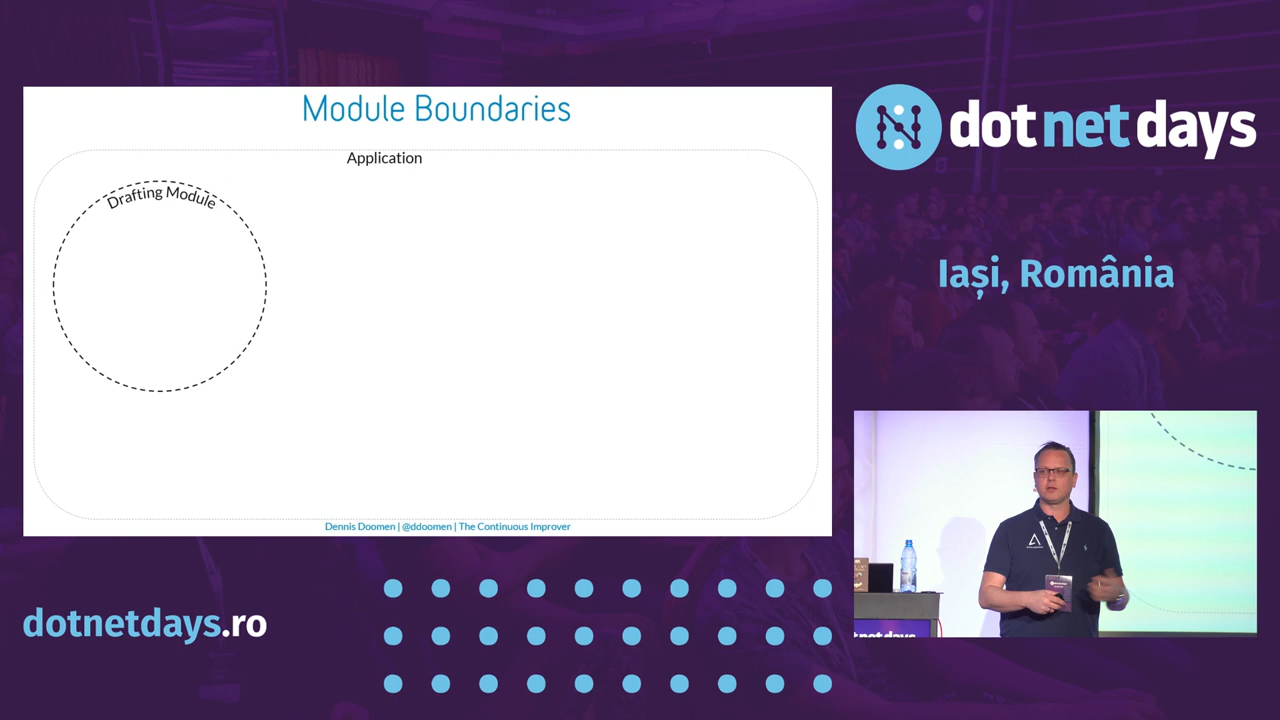 Module Boundaries
Application
Drafting Module
Dennis Doomen | @ddoomen | The Continuous Improver
dotnetdays
Iași, România
dotnetdays.ro